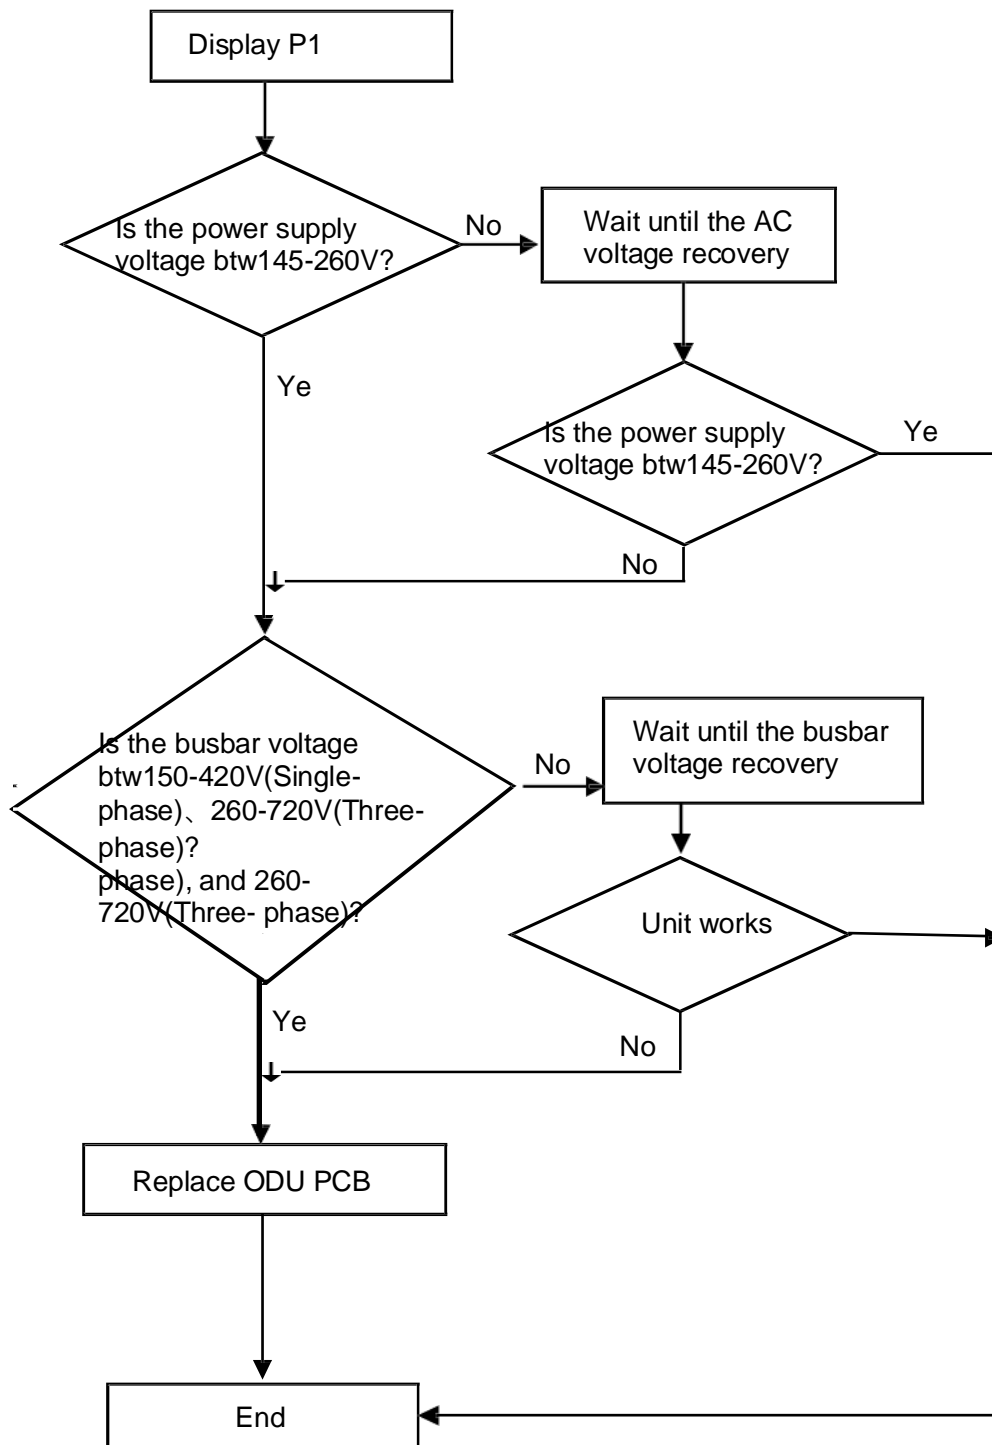 Display P1
Is the power supply
voltage btw145-260V?
No
Wait until the AC
voltage recovery
Ye
Is the power supply
voltage btw145-260V?
Ye
No
Is the busbar voltage
btw150-420V(Single-
phase)、260-720V(Three-
phase)?
phase), and 260-
720V(Three- phase)?
No
Wait until the busbar
voltage recovery
Unit works
Ye
No
Replace ODU PCB
End